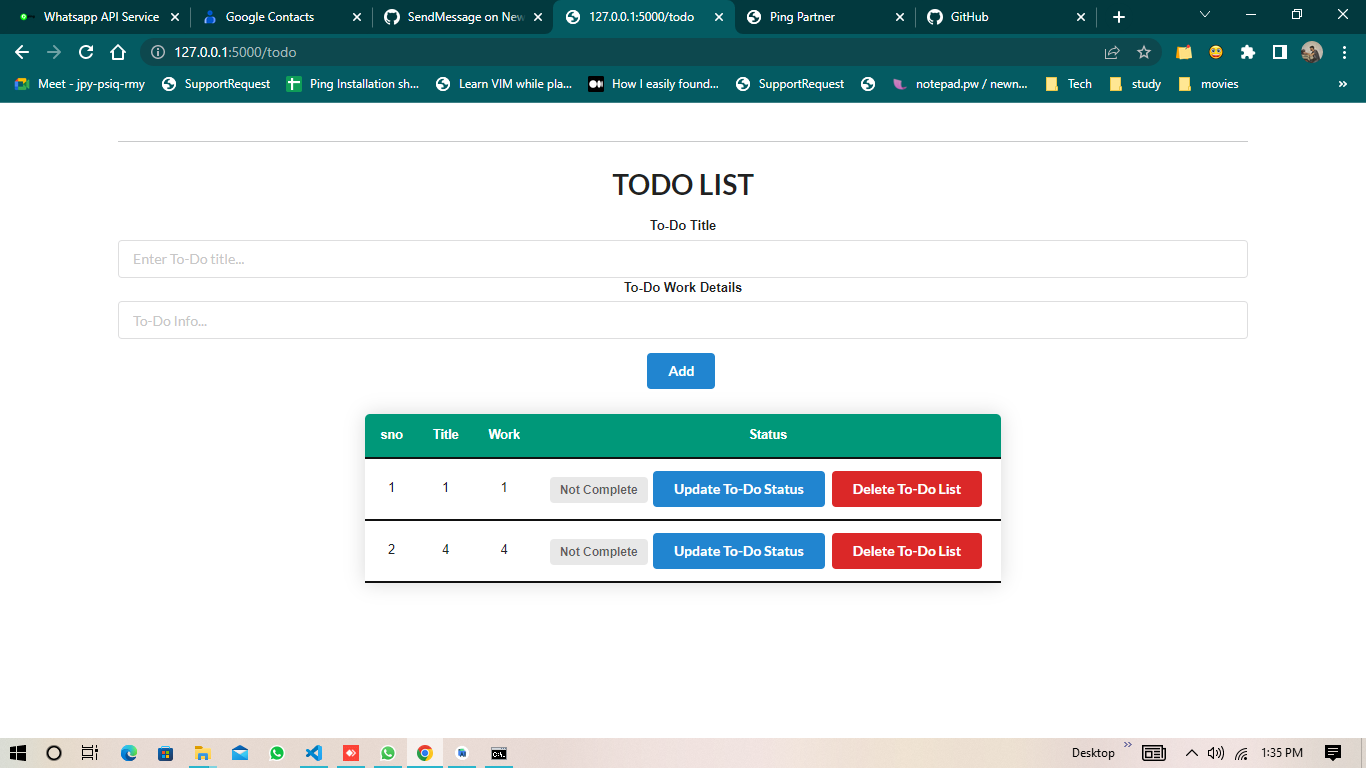 Whatsapp API Service
Google Contacts
SendMessage on New
127.0.0.1:5000/todo
Ping Partner
GitHub
127.0.0.1:5000/todo
Meet - jpy-psiq-rmy
SupportRequest
Ping Installation sh...
Learn VIM while pla...
How I easily found...
SupportRequest
notepad.pw / newn...
Tech
study
movies
TODO LIST
To-Do Title
Enter To-Do title...
To-Do Work Details
To-Do Info...
Add
sno Title Work Status
1 1 1 Not Complete Update To-Do Status Delete To-Do List
2 4 4 Not Complete Update To-Do Status Delete To-Do List
Desktop
1:35 PM